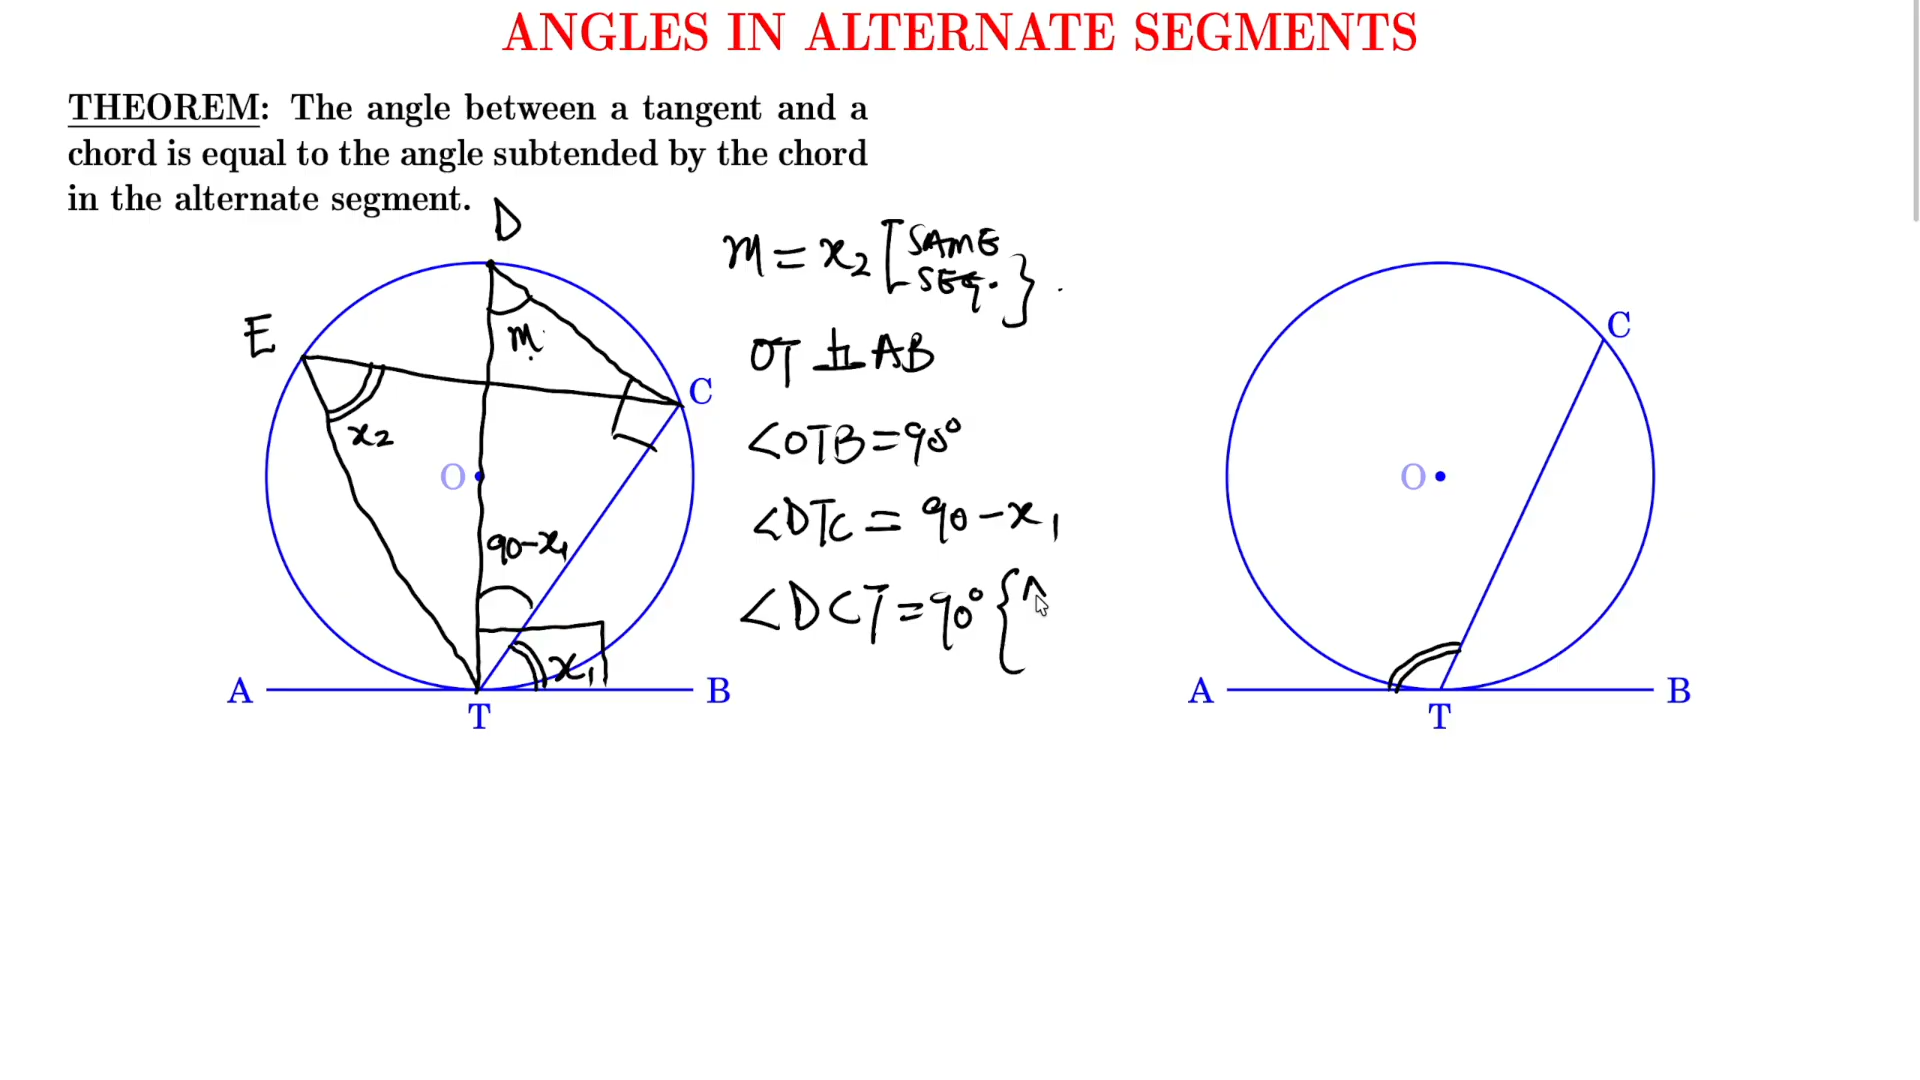 ANGLES IN ALTERNATE SEGMENTS
THEOREM: The angle between a tangent and a
chord is equal to the angle subtended by the chord
in the alternate segment.
D
E
m
C
x2
O
90-x1
x1
A
B
T
m = x2 [SAME
SEG.}.
OT ⊥ AB
<OTB = 90°
<DTC = 90 - x1
<DCT = 90° {
C
O
A
B
T